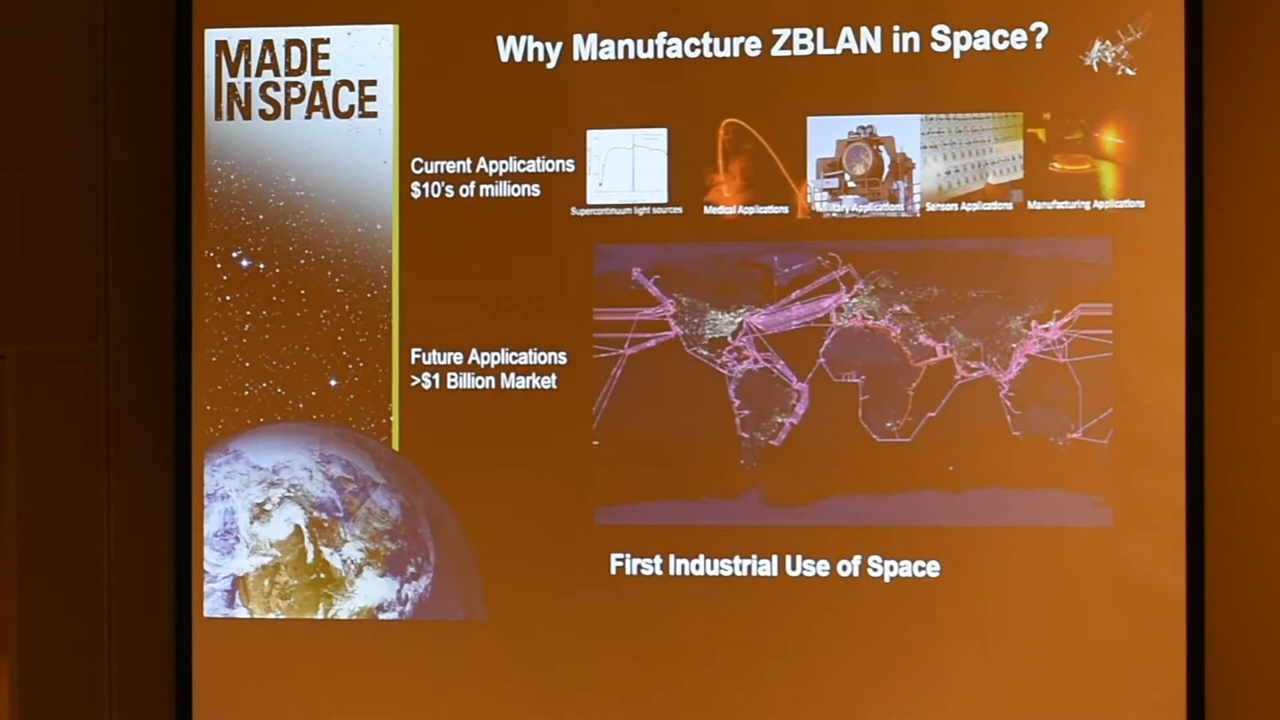 MADE
IN SPACE
Why Manufacture ZBLAN in Space?
Current Applications
$10's of millions
Supercontinuum light sources
Medical Applications
Military Applications
Sensors Applications
Manufacturing Applications
Future Applications
>$1 Billion Market
First Industrial Use of Space